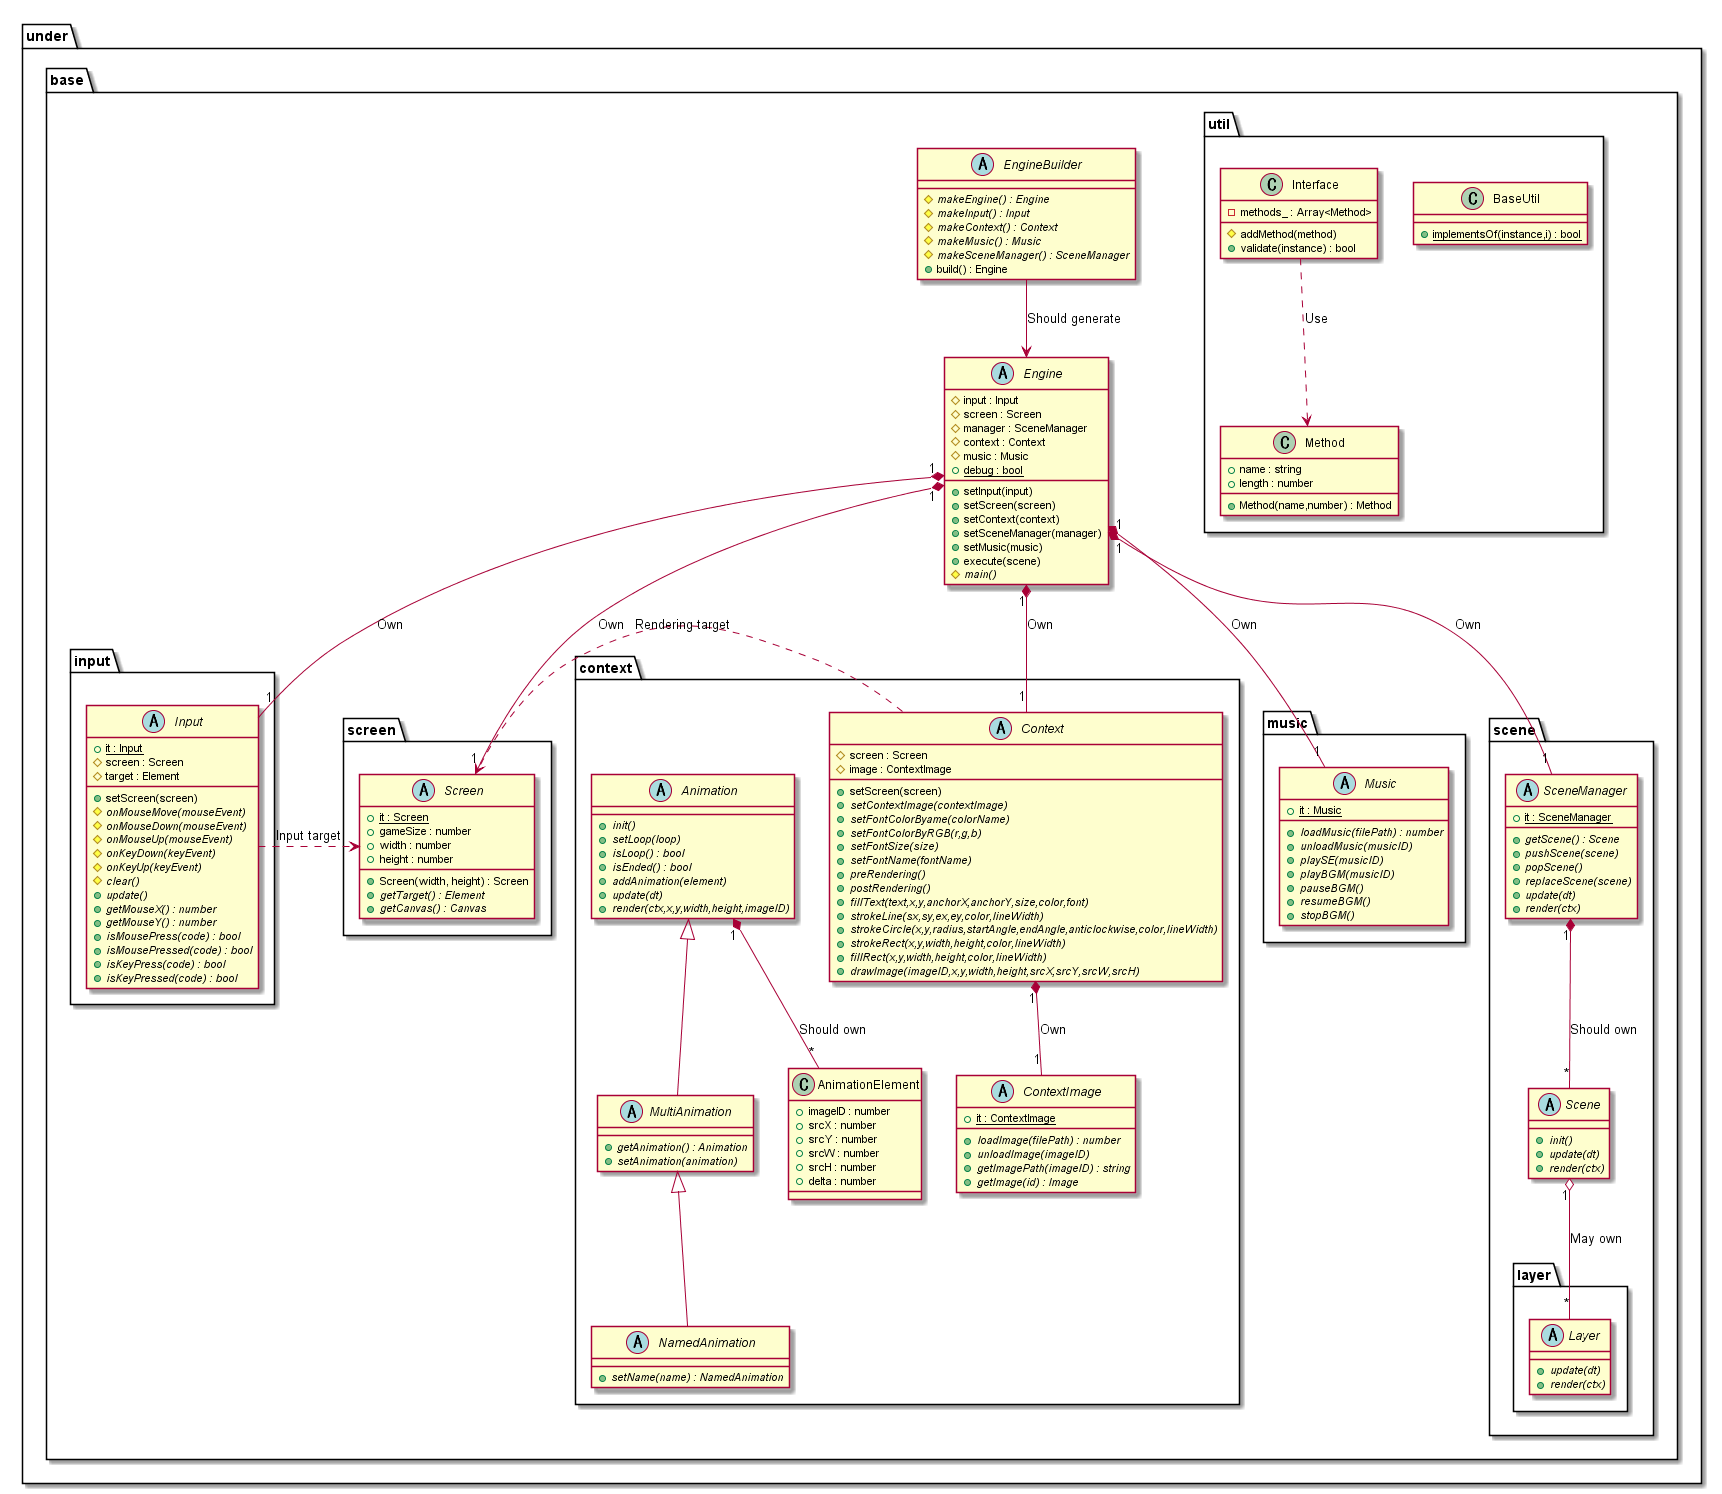 under
base
util
EngineBuilder
makeEngine() : Engine
makeInput() : Input
makeContext() : Context
makeMusic() : Music
makeSceneManager() : SceneManager
build() : Engine
Interface
methods_ : Array<Method>
addMethod(method)
validate(instance) : bool
BaseUtil
implementsOf(instance,i) : bool
Should generate
Use
Engine
input : Input
screen : Screen
manager : SceneManager
context : Context
music : Music
debug : bool
setInput(input)
setScreen(screen)
setContext(context)
setSceneManager(manager)
setMusic(music)
execute(scene)
main()
Method
name : string
length : number
Method(name,number) : Method
1
1
1
1
1
Own
Own
Rendering target
Own
Own
Own
1
1
1
1
1
input
Input
it : Input
screen : Screen
target : Element
setScreen(screen)
onMouseMove(mouseEvent)
onMouseDown(mouseEvent)
onMouseUp(mouseEvent)
onKeyDown(keyEvent)
onKeyUp(keyEvent)
clear()
update()
getMouseX() : number
getMouseY() : number
isMousePress(code) : bool
isMousePressed(code) : bool
isKeyPress(code) : bool
isKeyPressed(code) : bool
Input target
screen
Screen
it : Screen
gameSize : number
width : number
height : number
Screen(width, height) : Screen
getTarget() : Element
getCanvas() : Canvas
context
Animation
init()
setLoop(loop)
isLoop() : bool
isEnded() : bool
addAnimation(element)
update(dt)
render(ctx,x,y,width,height,imageID)
Context
screen : Screen
image : ContextImage
setScreen(screen)
setContextImage(contextImage)
setFontColorByame(colorName)
setFontColorByRGB(r,g,b)
setFontSize(size)
setFontName(fontName)
preRendering()
postRendering()
fillText(text,x,y,anchorX,anchorY,size,color,font)
strokeLine(sx,sy,ex,ey,color,lineWidth)
strokeCircle(x,y,radius,startAngle,endAngle,anticlockwise,color,lineWidth)
strokeRect(x,y,width,height,color,lineWidth)
fillRect(x,y,width,height,color,lineWidth)
drawImage(imageID,x,y,width,height,srcX,srcY,srcW,srcH)
music
Music
it : Music
loadMusic(filePath) : number
unloadMusic(musicID)
playSE(musicID)
playBGM(musicID)
pauseBGM()
resumeBGM()
stopBGM()
scene
SceneManager
it : SceneManager
getScene() : Scene
pushScene(scene)
popScene()
replaceScene(scene)
update(dt)
render(ctx)
1
Should own
*
1
Own
1
1
Should own
*
MultiAnimation
getAnimation() : Animation
setAnimation(animation)
AnimationElement
imageID : number
srcX : number
srcY : number
srcW : number
srcH : number
delta : number
ContextImage
it : ContextImage
loadImage(filePath) : number
unloadImage(imageID)
getImagePath(imageID) : string
getImage(id) : Image
Scene
init()
update(dt)
render(ctx)
1
May own
*
layer
Layer
update(dt)
render(ctx)
NamedAnimation
setName(name) : NamedAnimation